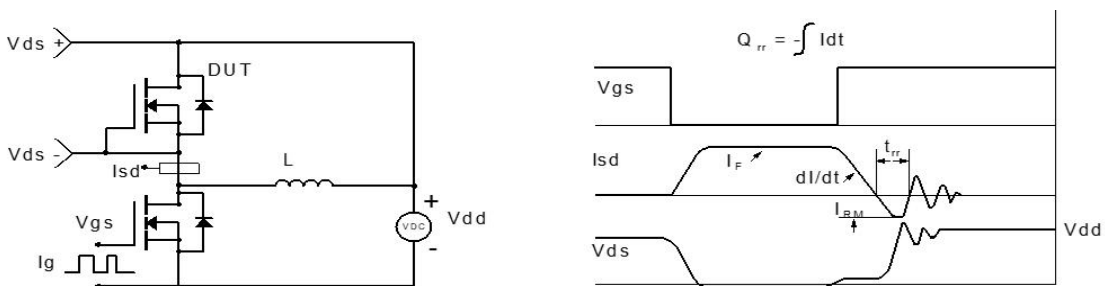 Vds +
DUT
Vds -
Isd
L
Vgs
Ig
+
VDC
-
Vdd
Q rr = -∫ Idt
Vgs
Isd
I F
dI/dt
t rr
I RM
Vds
Vdd